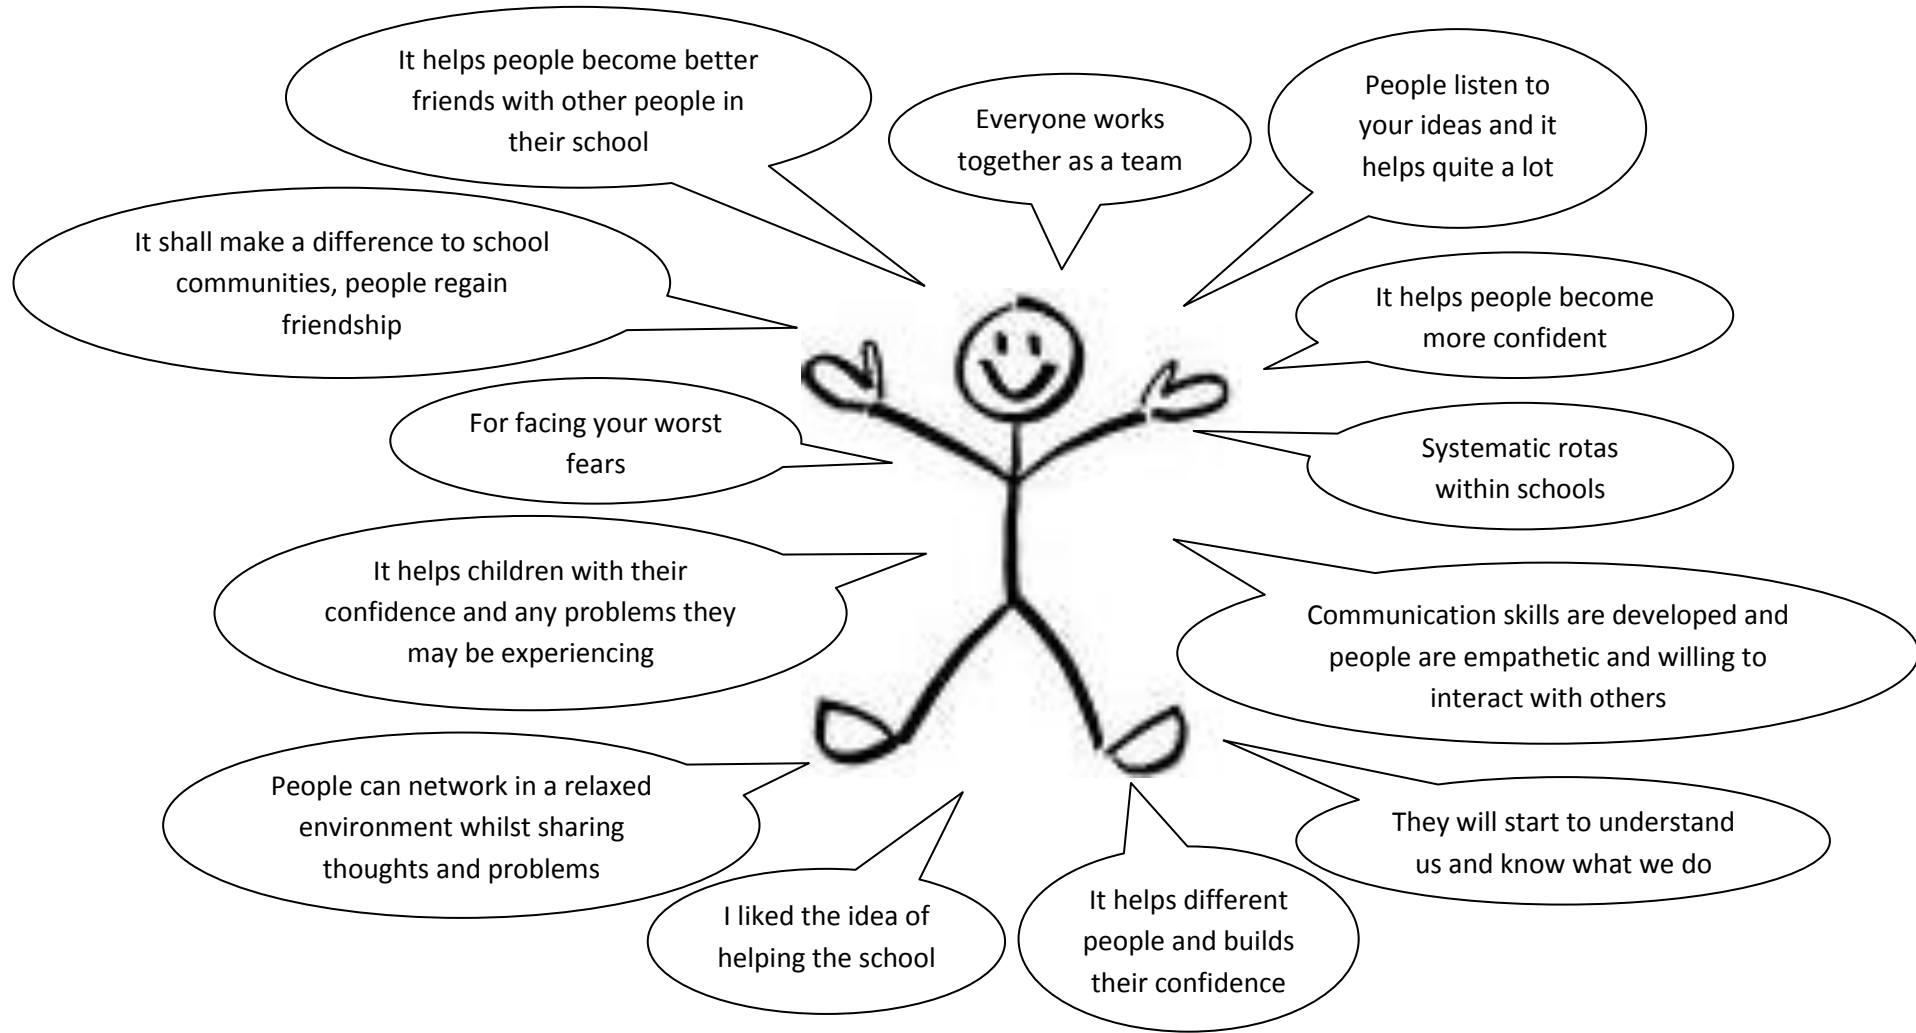 It helps people become better
friends with other people in
their school
Everyone works
together as a team
People listen to
your ideas and it
helps quite a lot
It shall make a difference to school
communities, people regain
friendship
It helps people become
more confident
For facing your worst
fears
Systematic rotas
within schools
It helps children with their
confidence and any problems they
may be experiencing
Communication skills are developed and
people are empathetic and willing to
interact with others
People can network in a relaxed
environment whilst sharing
thoughts and problems
They will start to understand
us and know what we do
I liked the idea of
helping the school
It helps different
people and builds
their confidence